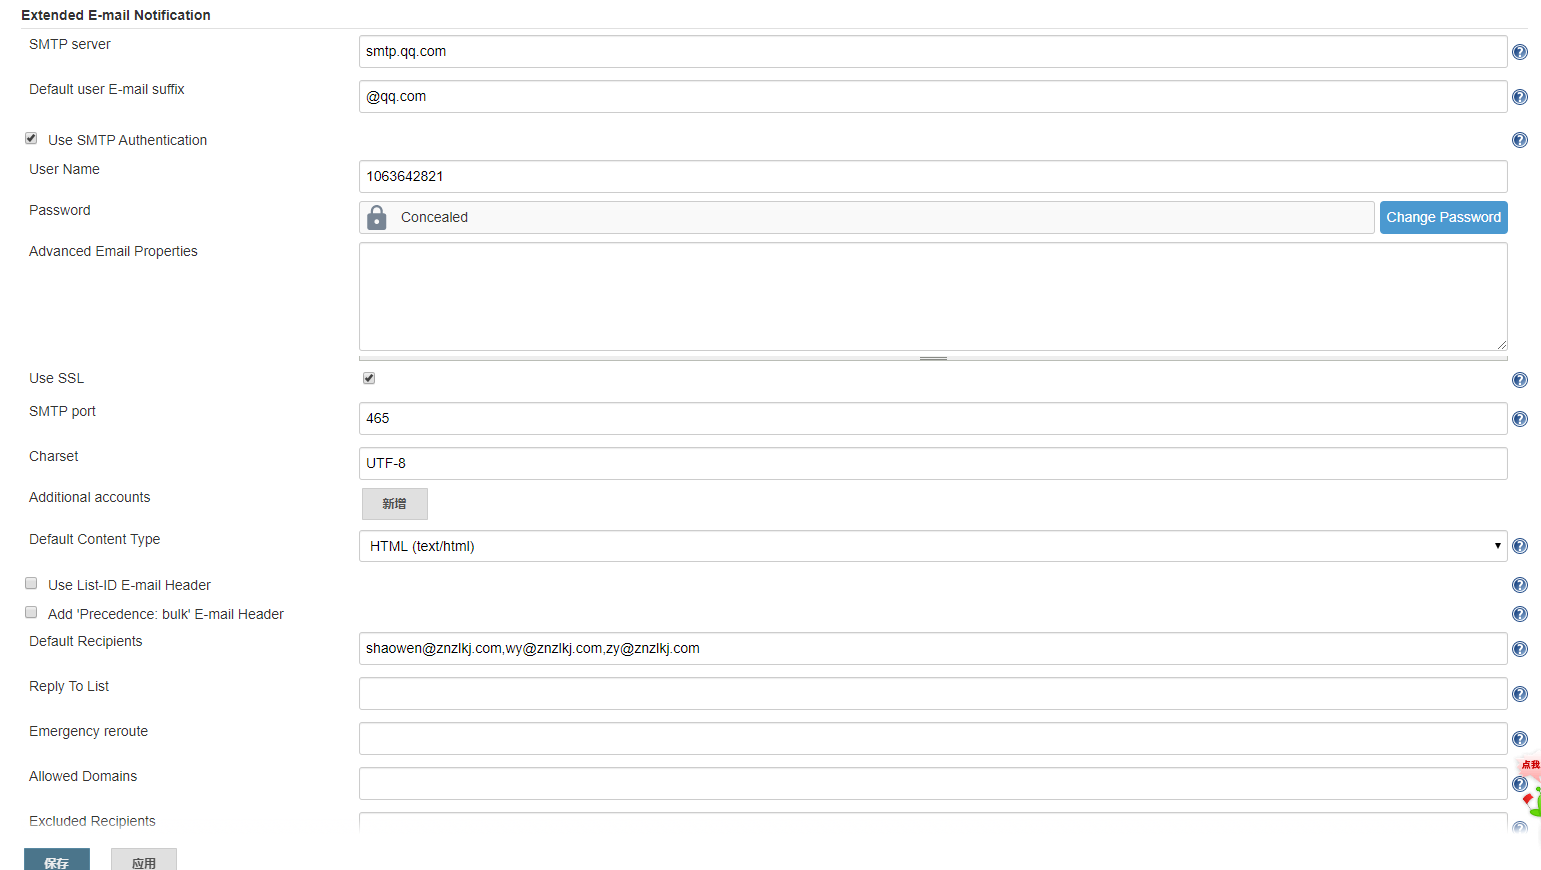 Extended E-mail Notification
SMTP server
smtp.qq.com
Default user E-mail suffix
@qq.com
Use SMTP Authentication
User Name
1063642821
Password
Concealed
Change Password
Advanced Email Properties
Use SSL
SMTP port
465
Charset
UTF-8
Additional accounts
新增
Default Content Type
HTML (text/html)
Use List-ID E-mail Header
Add 'Precedence: bulk' E-mail Header
Default Recipients
shaowen@znzlkj.com,wy@znzlkj.com,zy@znzlkj.com
Reply To List
Emergency reroute
Allowed Domains
点我
Excluded Recipients
保存
应用